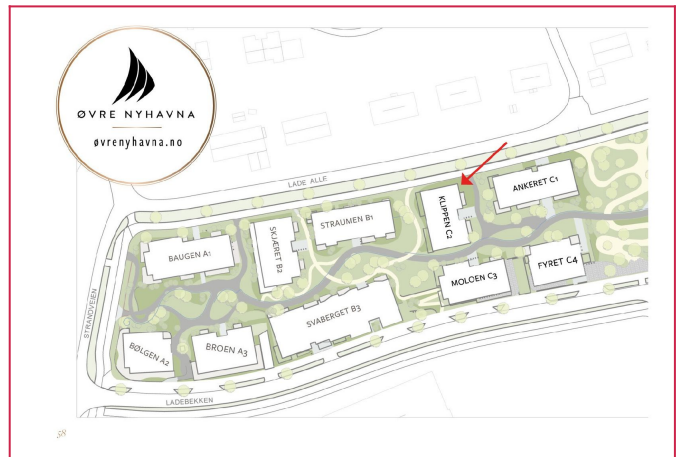 ØVRE NYHAVNA
øvrenyhavna.no
LADE ALLE
ANKERET C1
KLIPPEN C2
STRAUMEN B1
SKJÆRET B2
BAUGEN A1
FYRET C4
MOLOEN C3
SVABERGET B3
STRANDVEIEN
BØLGEN A2
BROEN A3
LADEBEKKEN
58